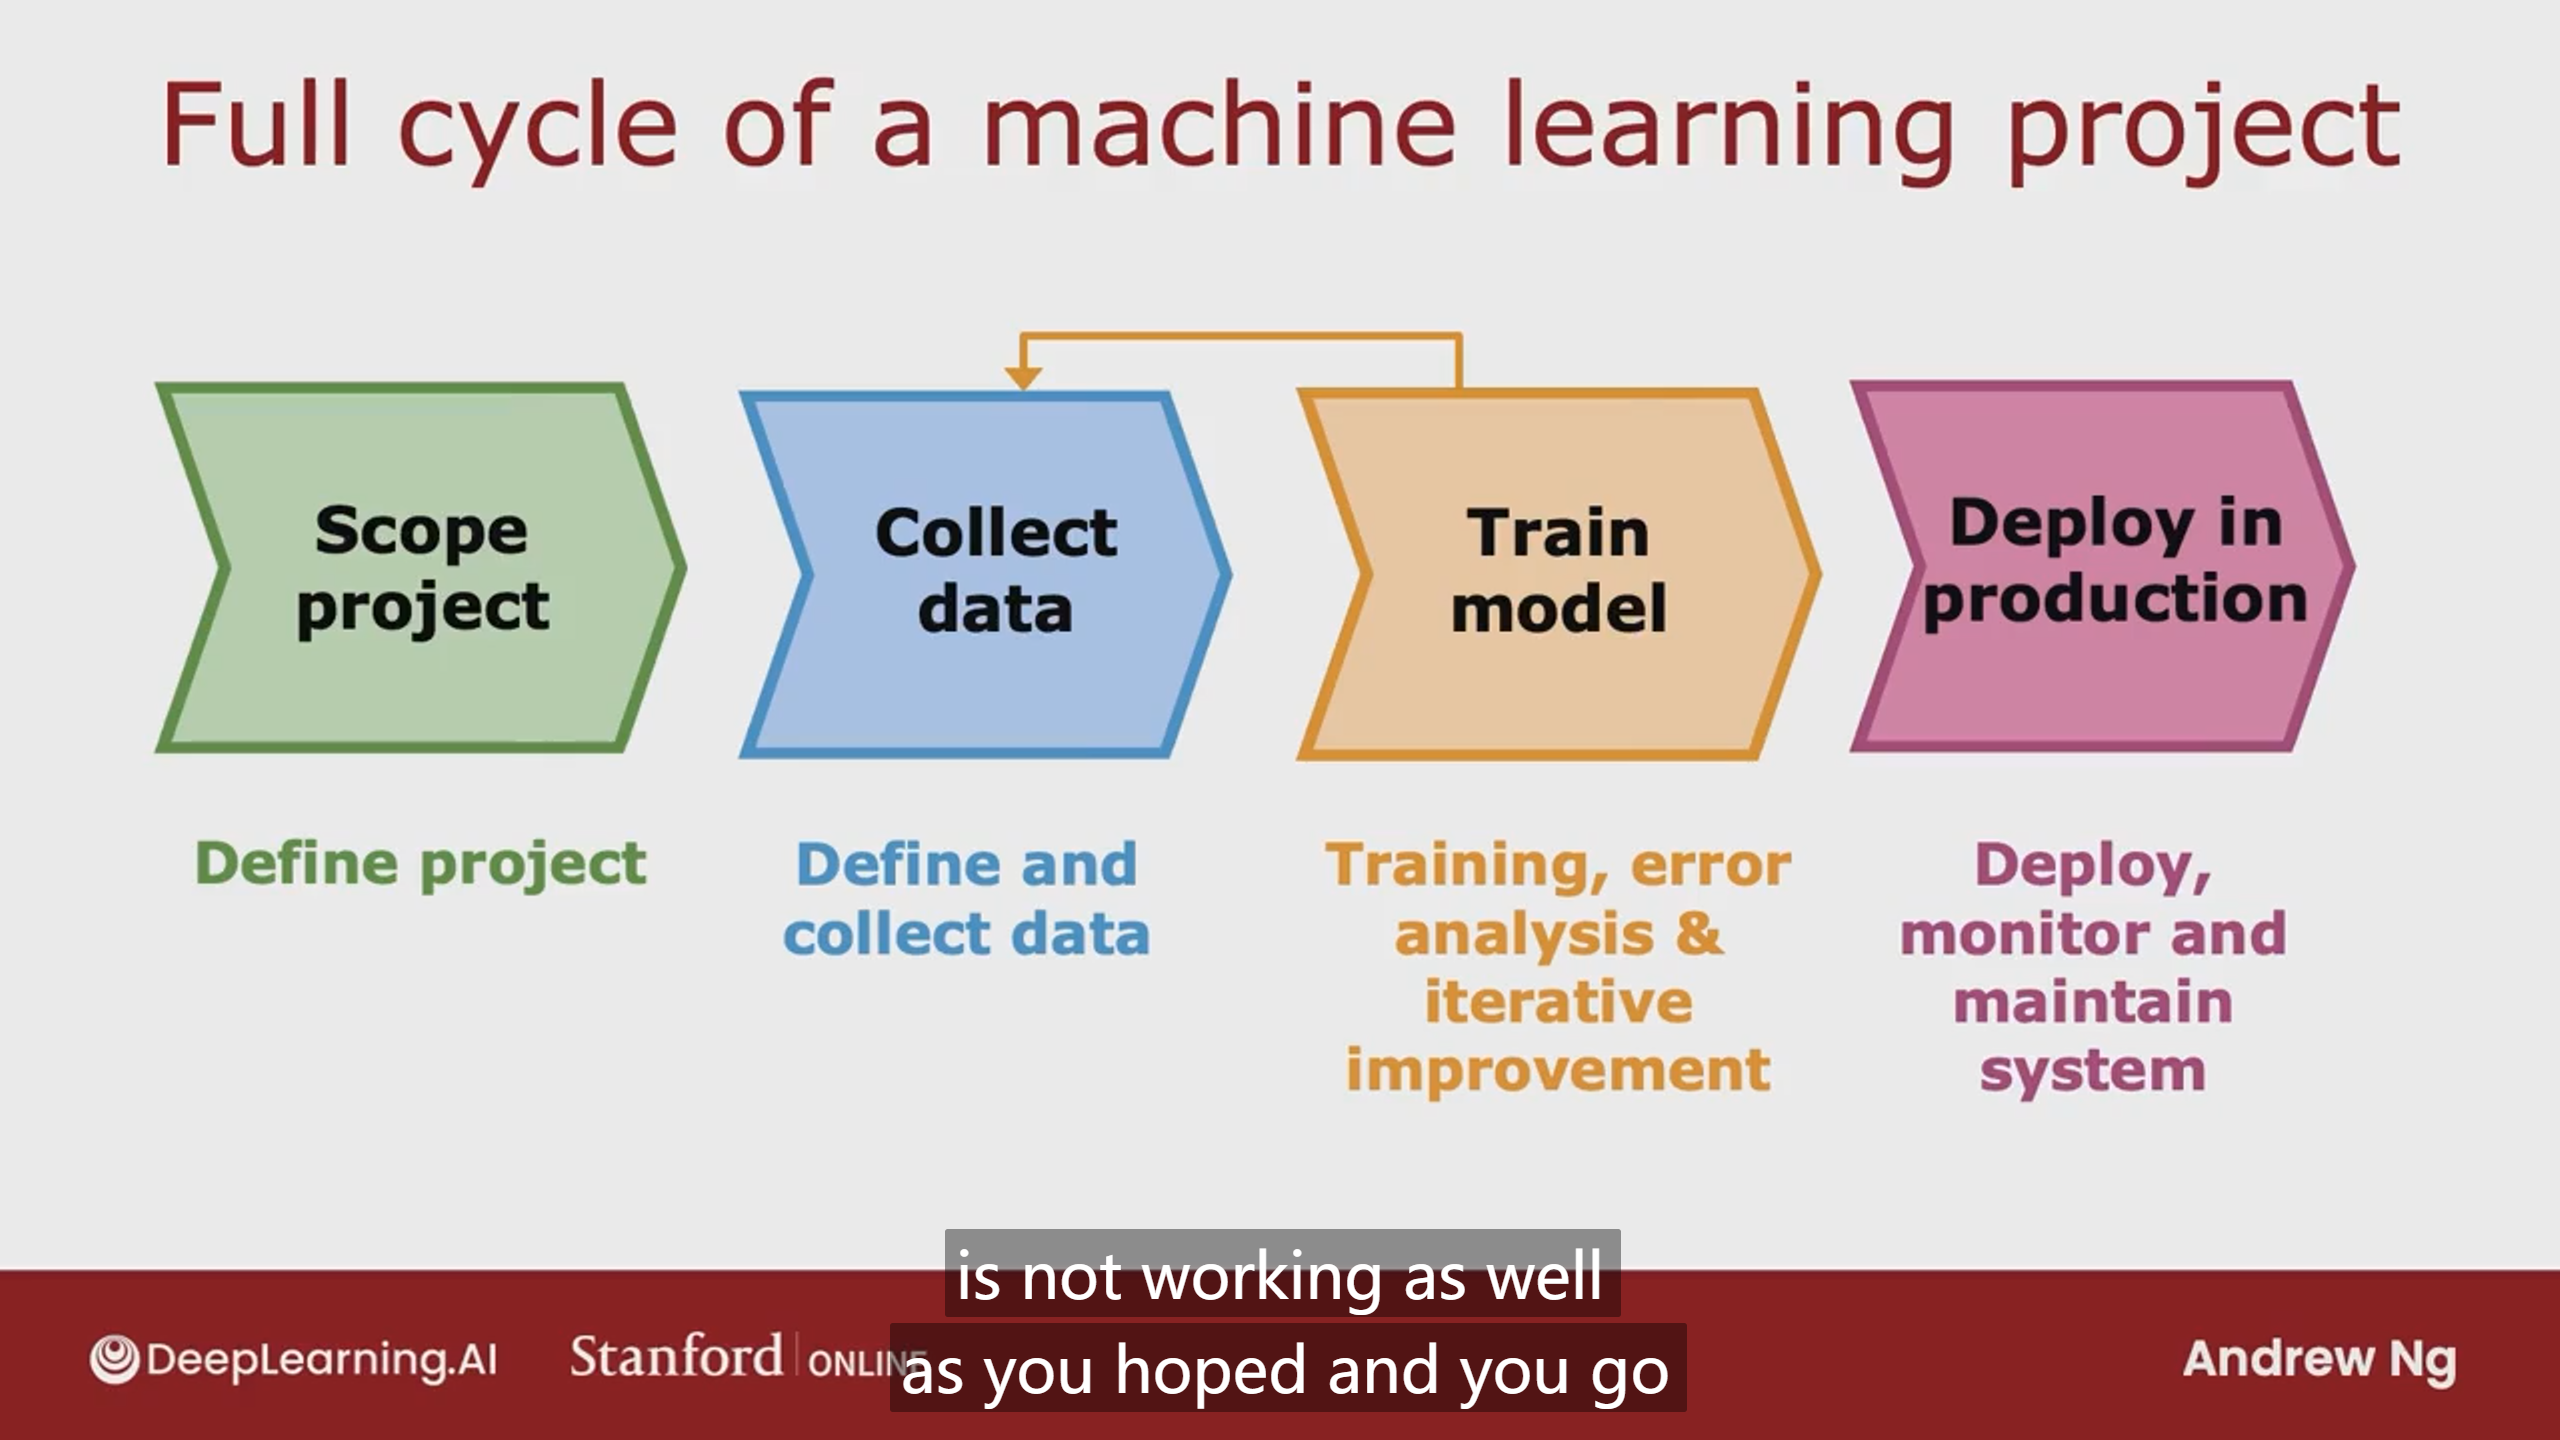 Full cycle of a machine learning project
Scope
project
Collect
data
Train
model
Deploy in
production
Define project
Define and
collect data
Training, error
analysis &
iterative
improvement
Deploy,
monitor and
maintain
system
is not working as well
as you hoped and you go
DeepLearning.AI
Stanford | ONLINE
Andrew Ng